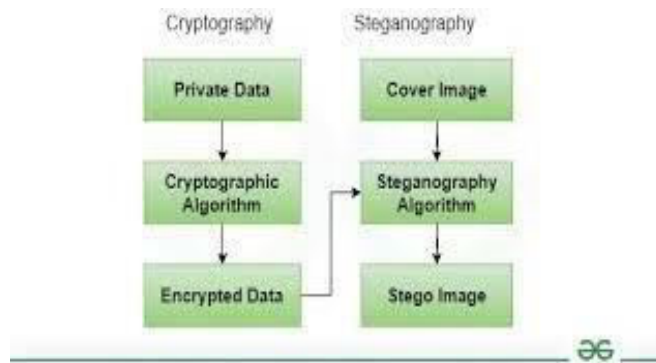 Cryptography
Steganography
Private Data
Cover Image
Cryptographic
Algorithm
Steganography
Algorithm
Encrypted Data
Stego Image